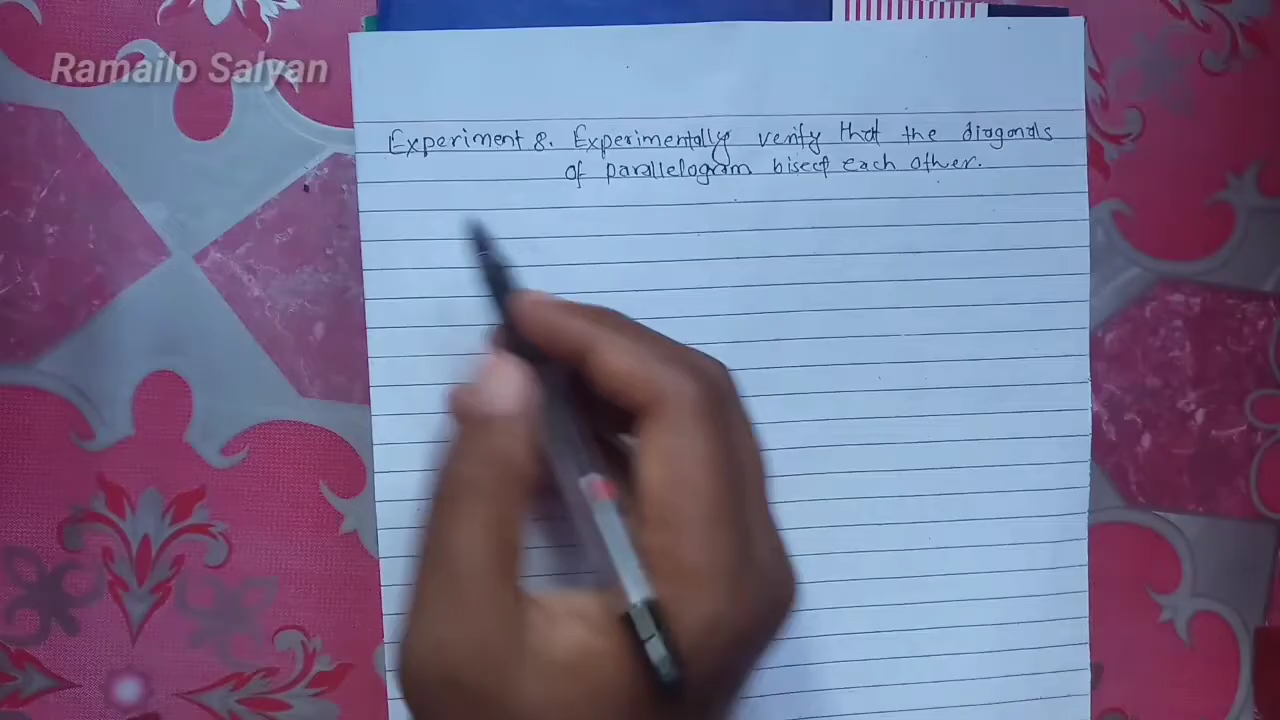 Ramailo Salyan
Experiment 8. Experimentally verify that the diagonals
of parallelogram bisect each other.